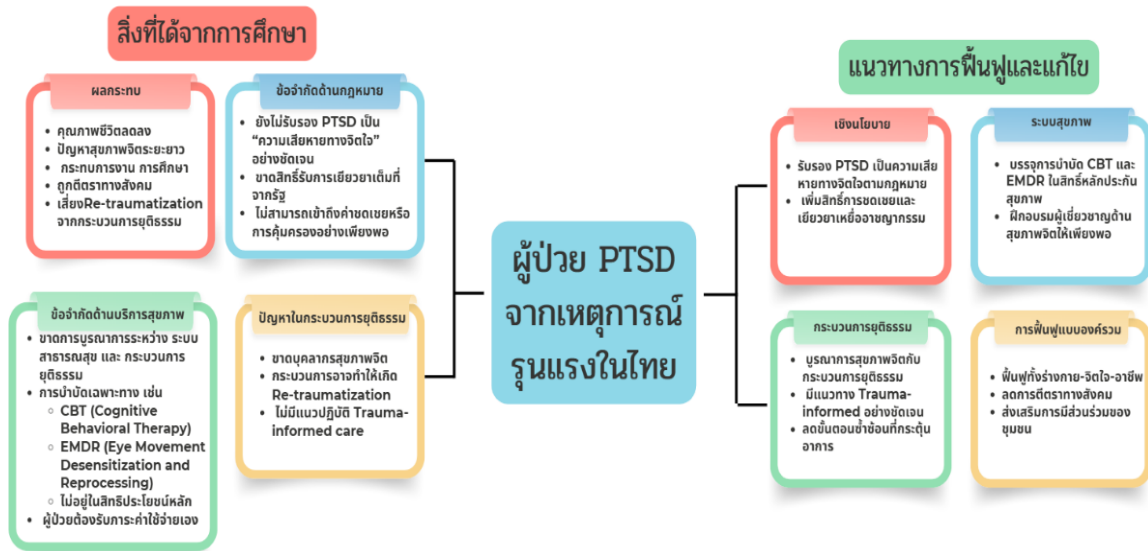 สิ่งที่ได้จากการศึกษา
ผลกระทบ
• คุณภาพชีวิตลดลง
• ปัญหาสุขภาพจิตระยะยาว
• กระทบการงาน การศึกษา
• ถูกตีตราทางสังคม
• เสี่ยงRe-traumatization
จากกระบวนการยุติธรรม
ข้อจำกัดด้านกฎหมาย
• ยังไม่รับรอง PTSD เป็น
“ความเสียหายทางจิตใจ”
อย่างชัดเจน
• ขาดสิทธิ์รับการเยียวยาเต็มที่
จากรัฐ
• ไม่สามารถเข้าถึงค่าชดเชยหรือ
การคุ้มครองอย่างเพียงพอ
ข้อจำกัดด้านบริการสุขภาพ
• ขาดการบูรณาการระหว่าง ระบบ
สาธารณสุข และ กระบวนการ
ยุติธรรม
• การบำบัดเฉพาะทาง เช่น
○ CBT (Cognitive
Behavioral Therapy)
○ EMDR (Eye Movement
Desensitization and
Reprocessing)
○ ไม่อยู่ในสิทธิประโยชน์หลัก
• ผู้ป่วยต้องรับภาระค่าใช้จ่ายเอง
ปัญหาในกระบวนการยุติธรรม
• ขาดบุคลากรสุขภาพจิต
• กระบวนการอาจทำให้เกิด
Re-traumatization
• ไม่มีแนวปฏิบัติ Trauma-
informed care
ผู้ป่วย PTSD
จากเหตุการณ์
รุนแรงในไทย
แนวทางการฟื้นฟูและแก้ไข
เชิงนโยบาย
• รับรอง PTSD เป็นความเสีย
หายทางจิตใจตามกฎหมาย
• เพิ่มสิทธิ์การชดเชยและ
เยียวยาเหยื่ออาชญากรรม
ระบบสุขภาพ
• บรรจุการบำบัด CBT และ
EMDR ในสิทธิ์หลักประกัน
สุขภาพ
• ฝึกอบรมผู้เชี่ยวชาญด้าน
สุขภาพจิตให้เพียงพอ
กระบวนการยุติธรรม
• บูรณาการสุขภาพจิตกับ
กระบวนการยุติธรรม
• มีแนวทาง Trauma-
informed อย่างชัดเจน
• ลดขั้นตอนซ้ำซ้อนที่กระตุ้น
อาการ
การฟื้นฟูแบบองค์รวม
• ฟื้นฟูทั้งร่างกาย-จิตใจ-อาชีพ
• ลดการตีตราทางสังคม
• ส่งเสริมการมีส่วนร่วมของ
ชุมชน